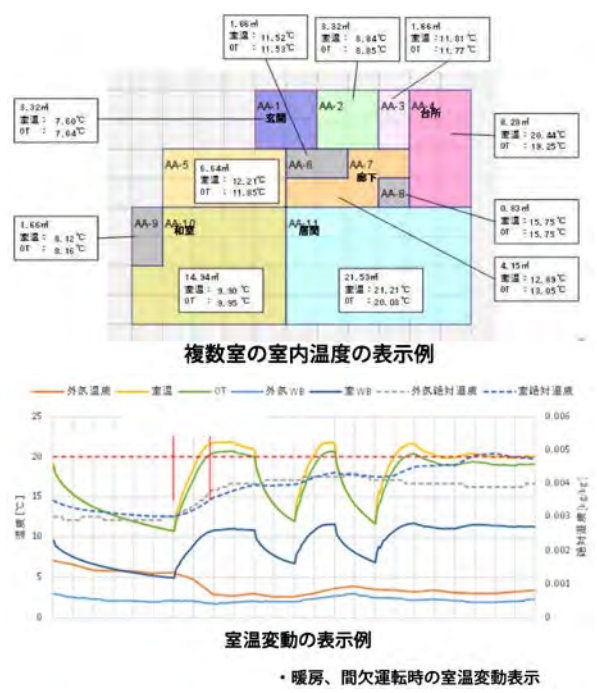 1.66㎡
室温：11.52℃
OT ：11.53℃
3.32㎡
室温：8.84℃
OT ：8.85℃
1.66㎡
室温：11.81℃
OT ：11.77℃
3.32㎡
室温：7.60℃
OT ：7.64℃
AA-1
玄関
AA-2
AA-3
AA-4
台所
8.28㎡
室温：20.44℃
OT ：19.25℃
AA-5
AA-6
AA-7
廊下
6.64㎡
室温：12.21℃
OT ：11.85℃
AA-8
0.83㎡
室温：15.75℃
OT ：15.75℃
1.66㎡
室温：8.12℃
OT ：8.16℃
AA-9
AA-10
和室
AA-11
居間
4.15㎡
室温：12.89℃
OT ：13.05℃
14.94㎡
室温：9.90℃
OT ：9.95℃
21.53㎡
室温：21.21℃
OT ：20.03℃
複数室の室内温度の表示例
外気温度 室温 OT 外気WB 室WB 外気絶対湿度 室絶対湿度
25 0.006
20 0.005
15 0.004
10 0.003
0.002
5 0.001
0 0
温度[℃]
絶対湿度[kg/kg]
室温変動の表示例
・暖房、間欠運転時の室温変動表示